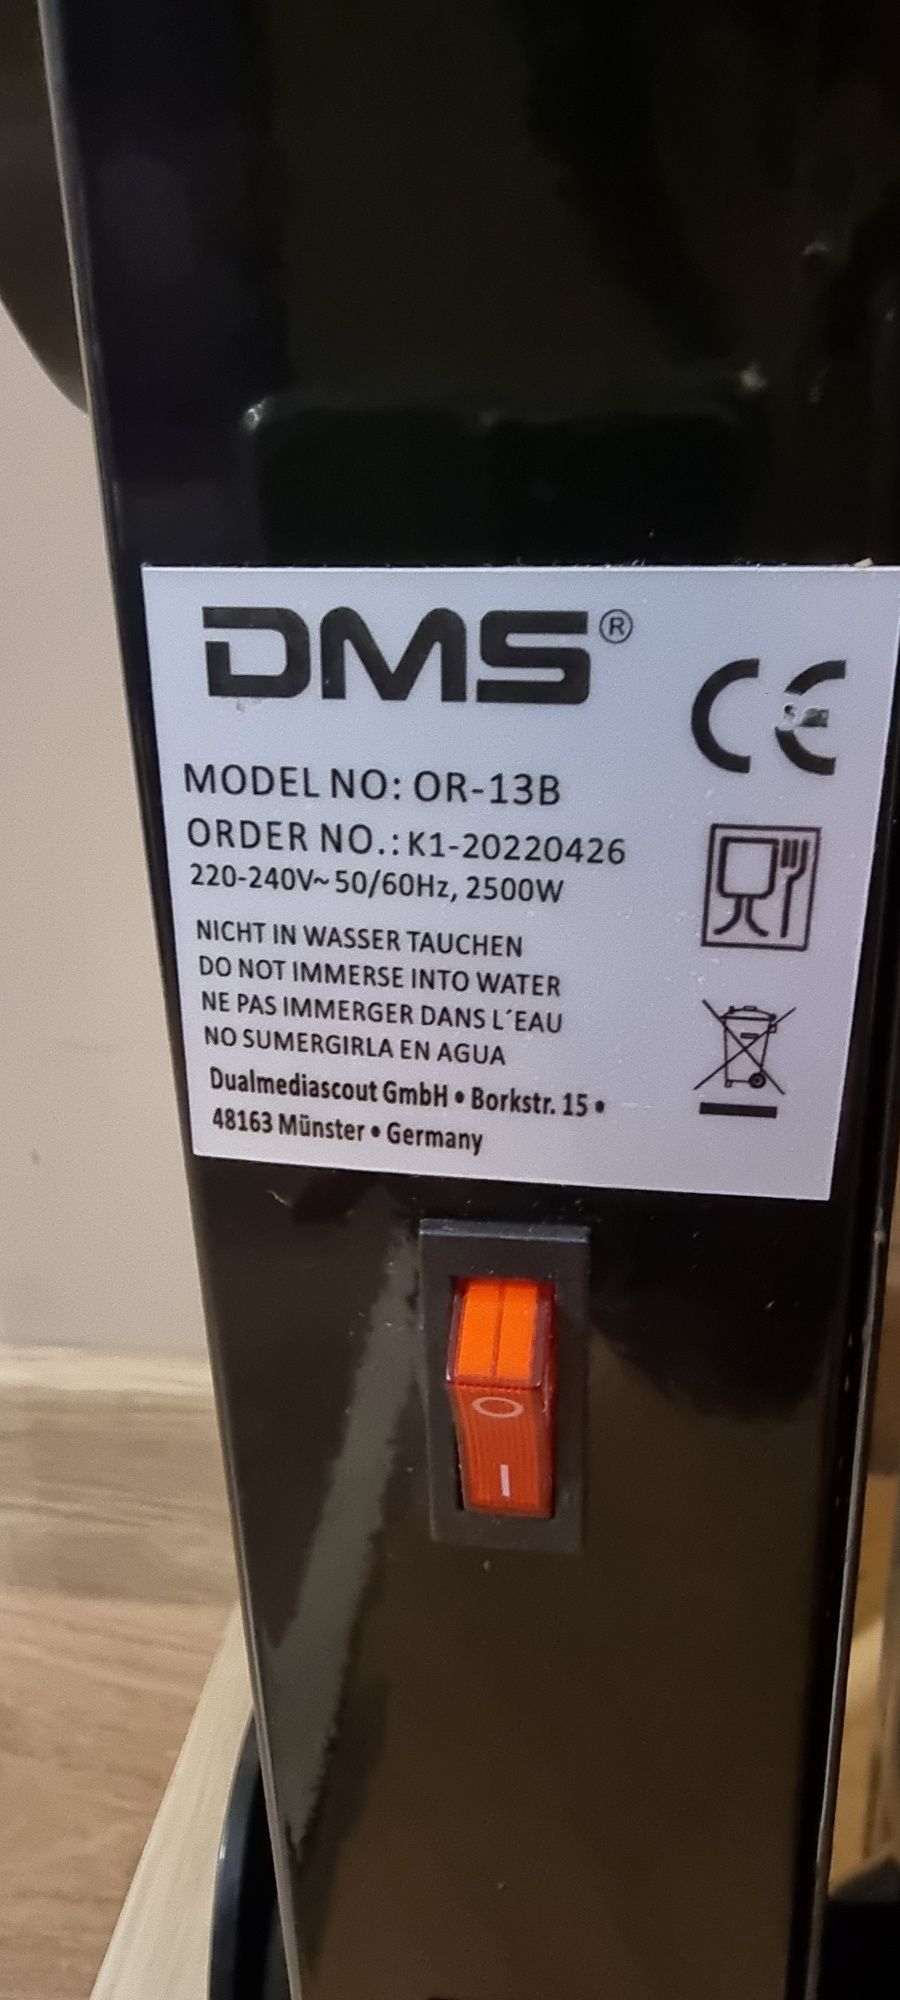 DMS®
CE
MODEL NO: OR-13B
ORDER NO.: K1-20220426
220-240V~ 50/60Hz, 2500W
NICHT IN WASSER TAUCHEN
DO NOT IMMERSE INTO WATER
NE PAS IMMERGER DANS L´EAU
NO SUMERGIRLA EN AGUA
Dualmediascout GmbH • Borkstr. 15 •
48163 Münster • Germany
O
I